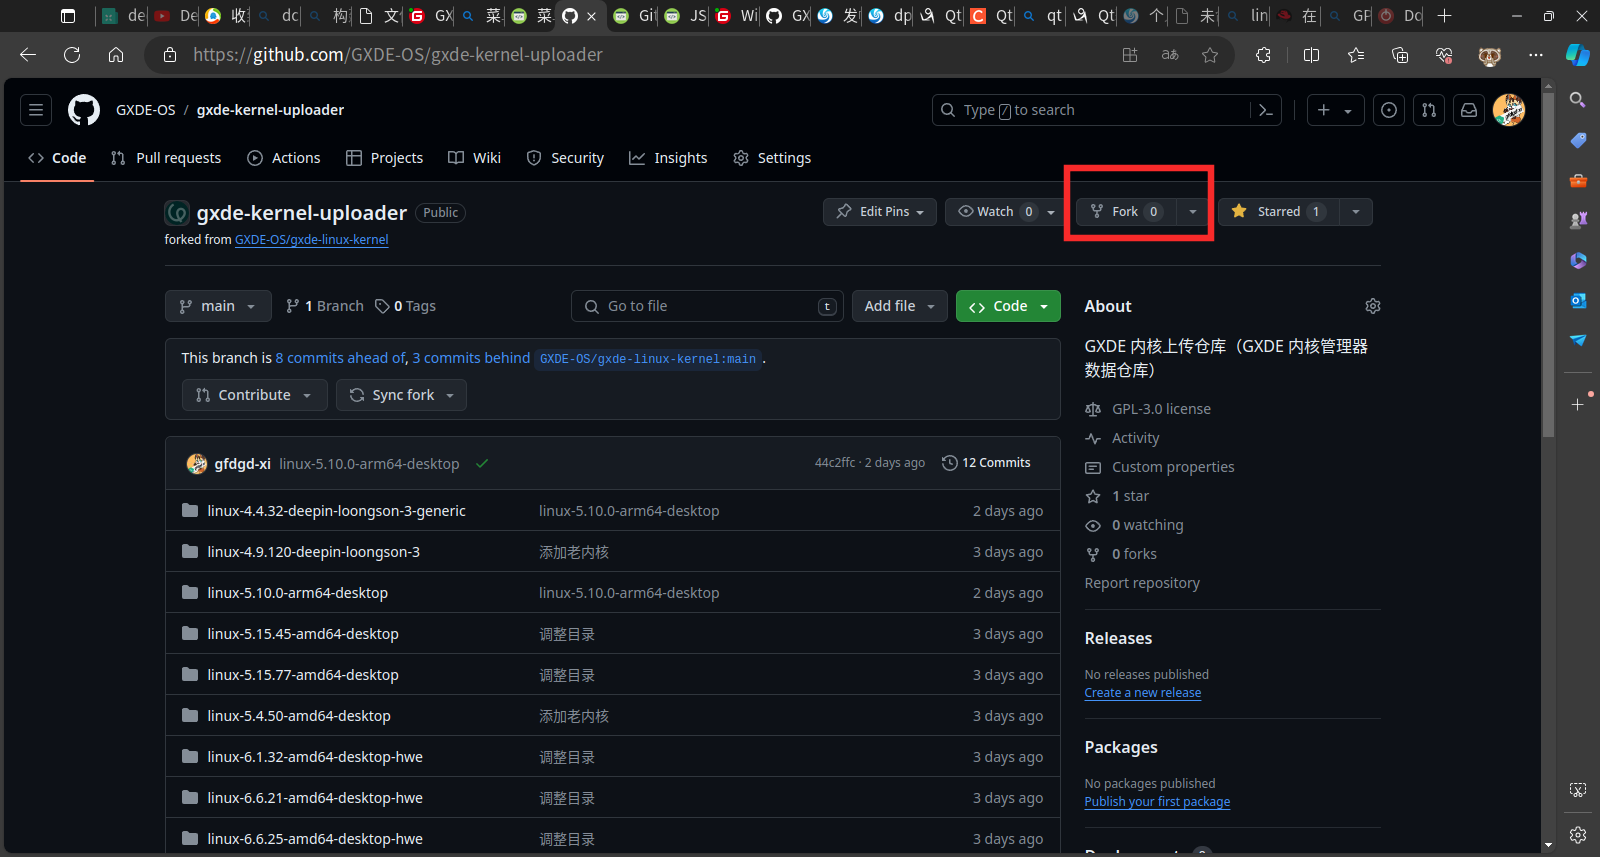 de
De
收
dc
构
文
GX
菜
菜
Git
JS
Wi
GX
发
dp
Qt
Qt
qt
Qt
个
未
lin
在
GF
Do
https://github.com/GXDE-OS/gxde-kernel-uploader
GXDE-OS / gxde-kernel-uploader
Type / to search
Code Pull requests Actions Projects Wiki Security Insights Settings
gxde-kernel-uploader Public
Edit Pins Watch 0 Fork 0 Starred 1
forked from GXDE-OS/gxde-linux-kernel
main 1 Branch 0 Tags Go to file t Add file Code
This branch is 8 commits ahead of, 3 commits behind GXDE-OS/gxde-linux-kernel:main .
Contribute Sync fork
gfdgd-xi linux-5.10.0-arm64-desktop 44c2ffc · 2 days ago 12 Commits
linux-4.4.32-deepin-loongson-3-generic linux-5.10.0-arm64-desktop 2 days ago
linux-4.9.120-deepin-loongson-3 添加老内核 3 days ago
linux-5.10.0-arm64-desktop linux-5.10.0-arm64-desktop 2 days ago
linux-5.15.45-amd64-desktop 调整目录 3 days ago
linux-5.15.77-amd64-desktop 调整目录 3 days ago
linux-5.4.50-amd64-desktop 添加老内核 3 days ago
linux-6.1.32-amd64-desktop-hwe 调整目录 3 days ago
linux-6.6.21-amd64-desktop-hwe 调整目录 3 days ago
linux-6.6.25-amd64-desktop-hwe 调整目录 3 days ago
About
GXDE 内核上传仓库（GXDE 内核管理器
数据仓库）
GPL-3.0 license
Activity
Custom properties
1 star
0 watching
0 forks
Report repository
Releases
No releases published
Create a new release
Packages
No packages published
Publish your first package